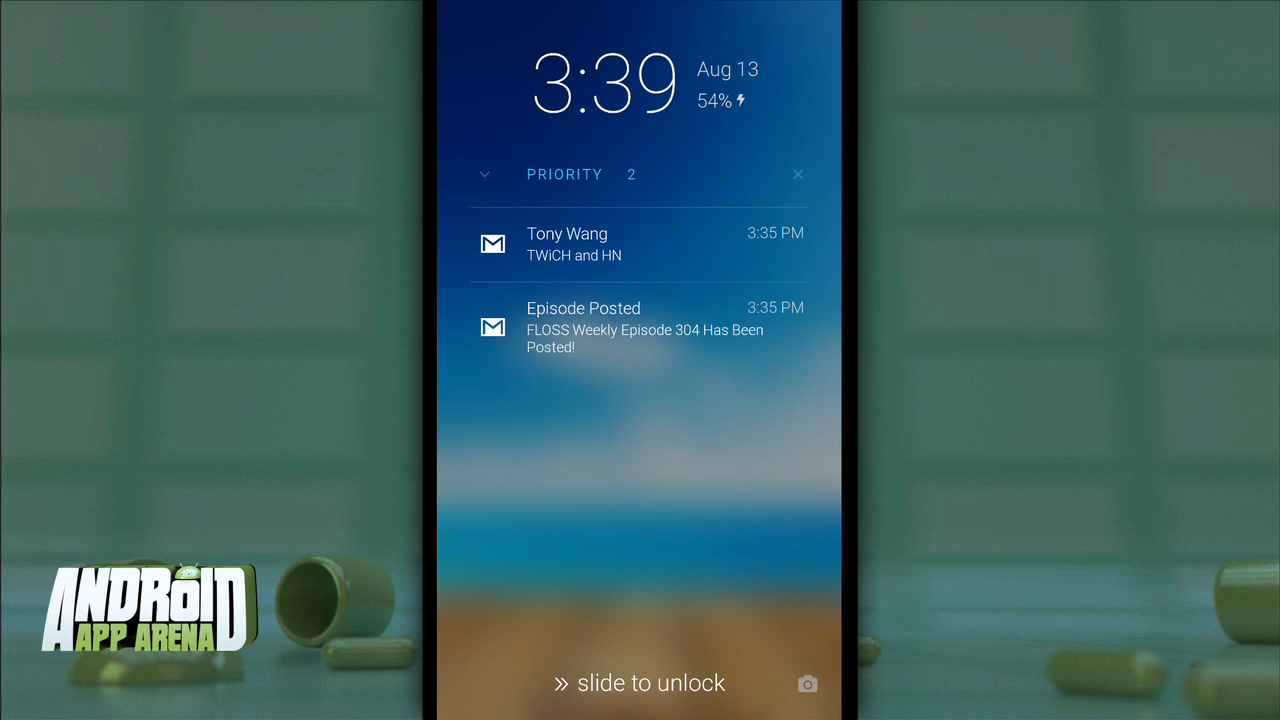 3:39
Aug 13
54%
PRIORITY 2
Tony Wang 3:35 PM
TWiCH and HN
Episode Posted 3:35 PM
FLOSS Weekly Episode 304 Has Been
Posted!
ANDROID
APP ARENA
» slide to unlock